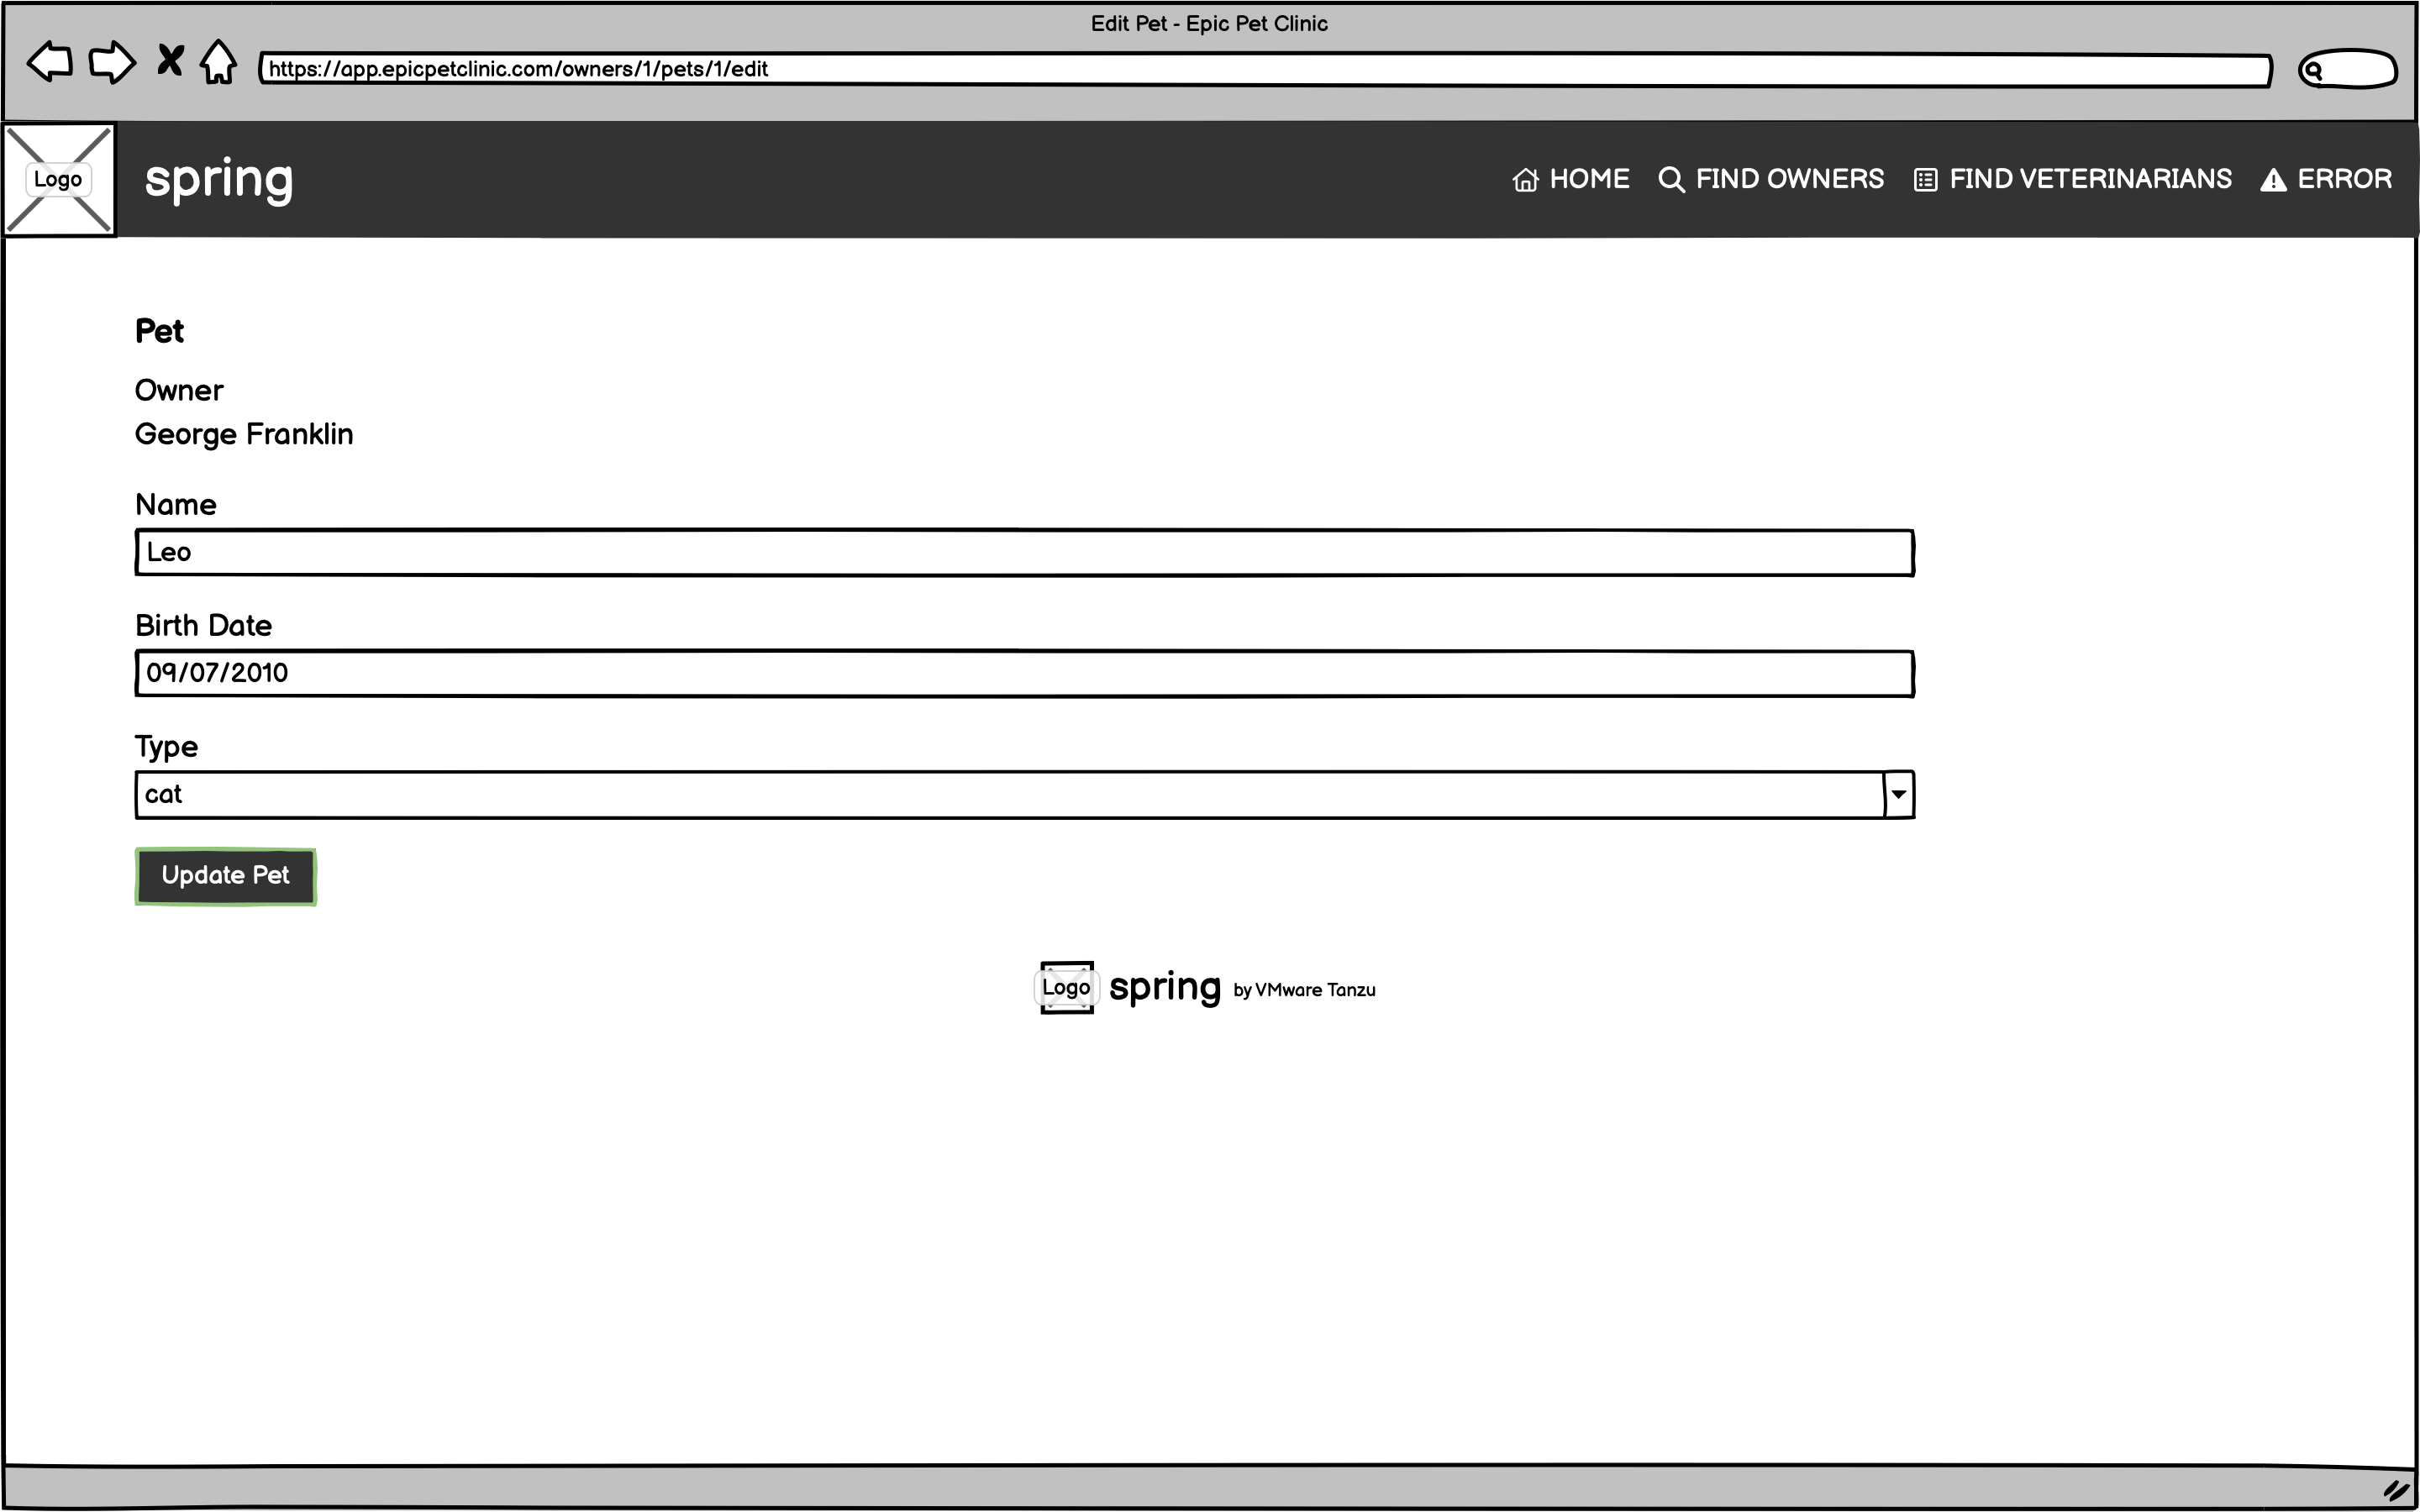 Edit Pet - Epic Pet Clinic
https://app.epicpetclinic.com/owners/1/pets/1/edit
Logo
spring
HOME
FIND OWNERS
FIND VETERINARIANS
ERROR
Pet
Owner
George Franklin
Name
Leo
Birth Date
09/07/2010
Type
cat
Update Pet
Logo
spring by VMware Tanzu